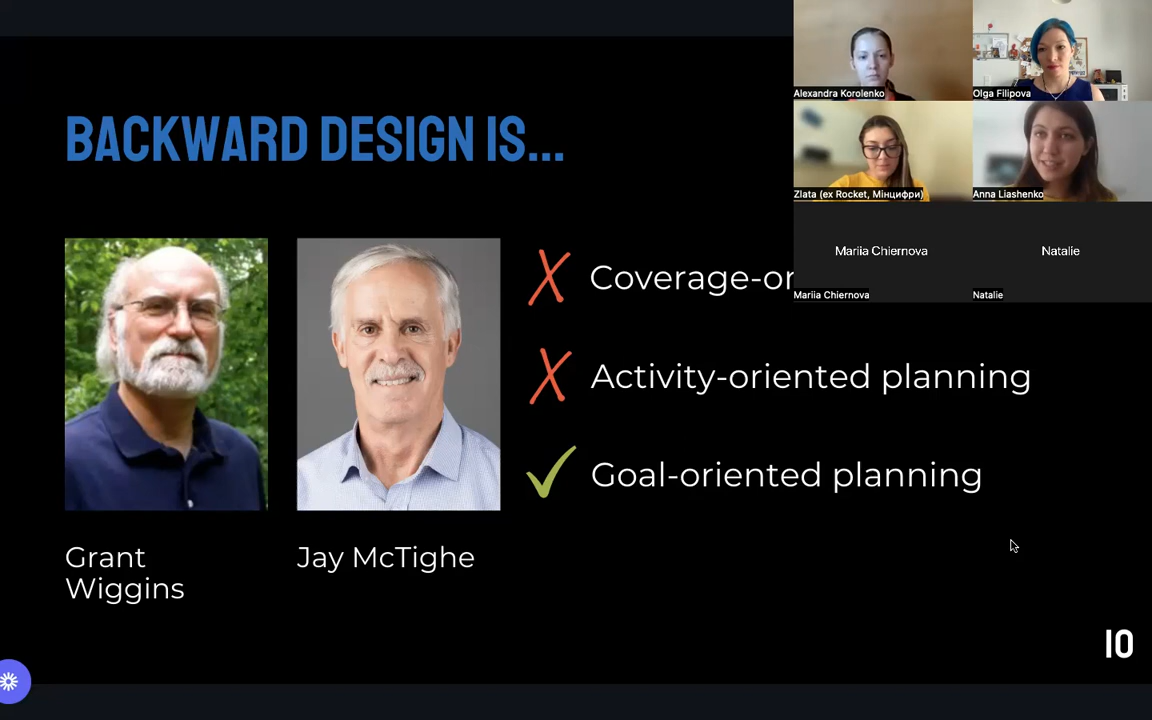 BACKWARD DESIGN IS...
Coverage-or
Activity-oriented planning
Goal-oriented planning
Grant
Wiggins
Jay McTighe
10
Alexandra Korolenko
Olga Filipova
Zlata (ex Rocket, Мінцифри)
Anna Liashenko
Mariia Chiernova
Natalie
Mariia Chiernova
Natalie